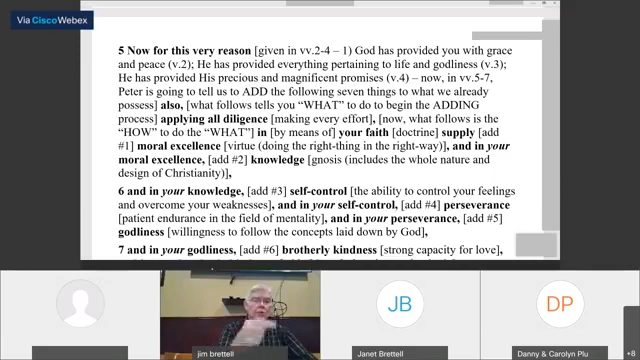 Via Cisco Webex
5 Now for this very reason [given in vv.2-4 – 1) God has provided you with grace
and peace (v.2); He has provided everything pertaining to life and godliness (v.3);
He has provided His precious and magnificent promises (v.4) – now, in vv.5-7,
Peter is going to tell us to ADD the following seven things to what we already
possess] also, [what follows tells you “WHAT” to do to begin the ADDING
process] applying all diligence [making every effort], [now, what follows is the
“HOW” to do the “WHAT”] in [by means of] your faith [doctrine] supply [add
#1] moral excellence [virtue (doing the right-thing in the right-way)], and in your
moral excellence, [add #2] knowledge [gnosis (includes the whole nature and
design of Christianity)],
6 and in your knowledge, [add #3] self-control [the ability to control your feelings
and overcome your weaknesses], and in your self-control, [add #4] perseverance
[patient endurance in the field of mentality], and in your perseverance, [add #5]
godliness [willingness to follow the concepts laid down by God],
7 and in your godliness, [add #6] brotherly kindness [strong capacity for love],
JB
DP
jim brettell
Janet Brettell
Danny & Carolyn Plu
+8